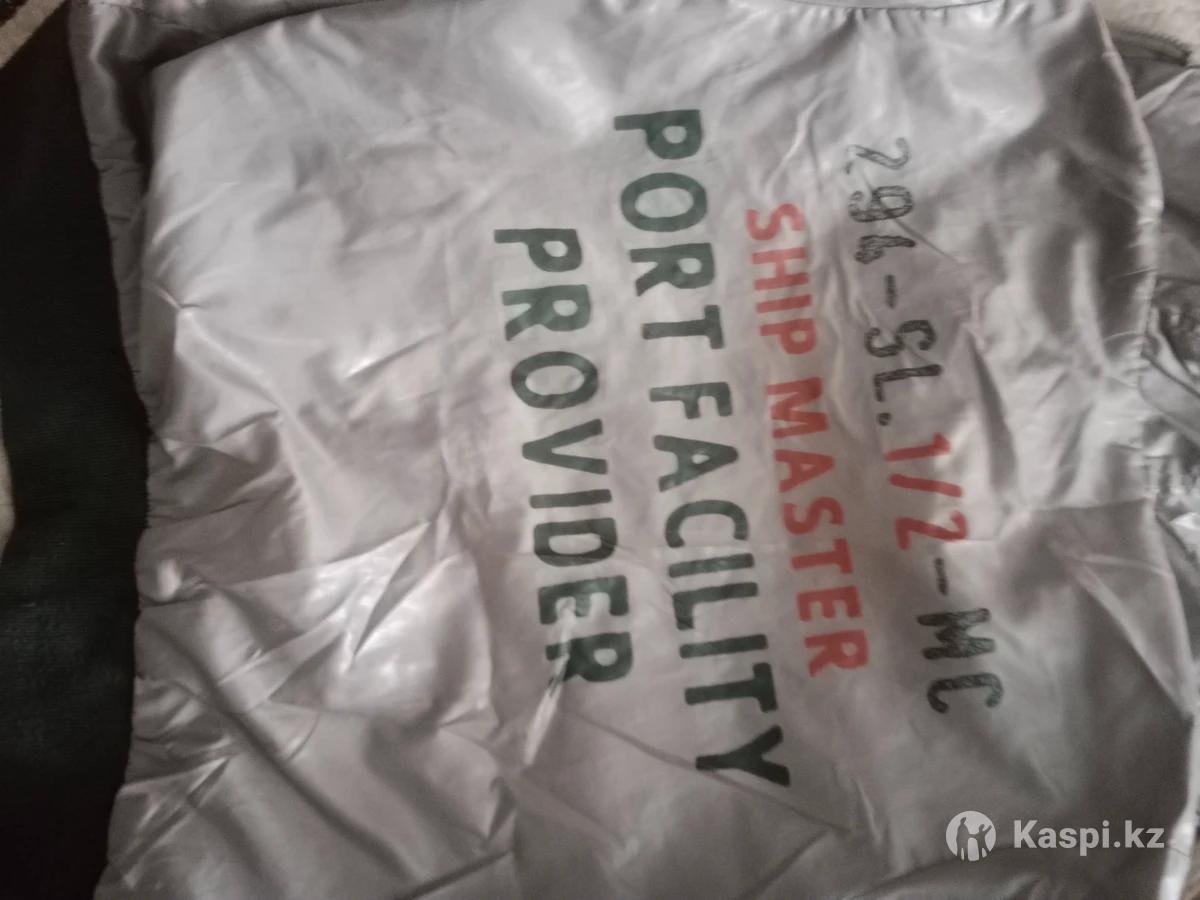 294-SL. 1/2-MC
SHIP MASTER
PORT FACILITY
PROVIDER
Kaspi.kz